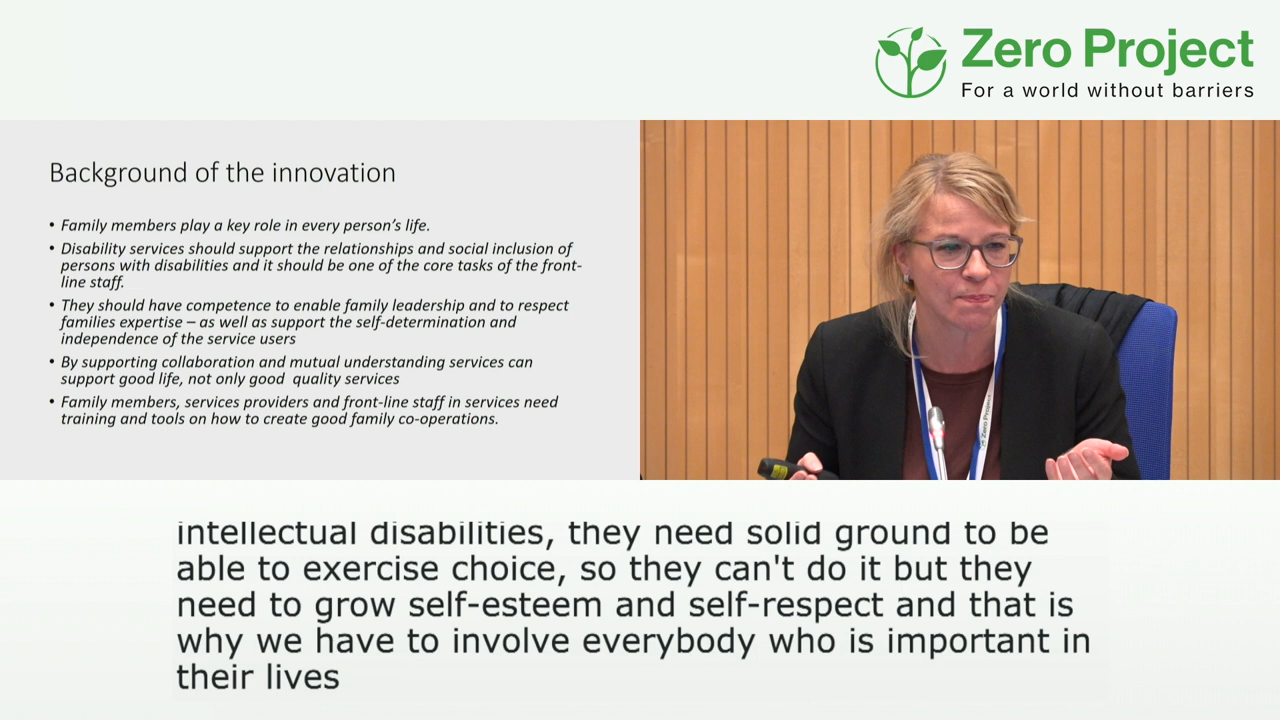 Zero Project
For a world without barriers
Background of the innovation
• Family members play a key role in every person's life.
• Disability services should support the relationships and social inclusion of
persons with disabilities and it should be one of the core tasks of the front-
line staff.
• They should have competence to enable family leadership and to respect
families expertise – as well as support the self-determination and
independence of the service users
• By supporting collaboration and mutual understanding services can
support good life, not only good  quality services
• Family members, services providers and front-line staff in services need
training and tools on how to create good family co-operations.
Zero Project
intellectual disabilities, they need solid ground to be
able to exercise choice, so they can't do it but they
need to grow self-esteem and self-respect and that is
why we have to involve everybody who is important in
their lives